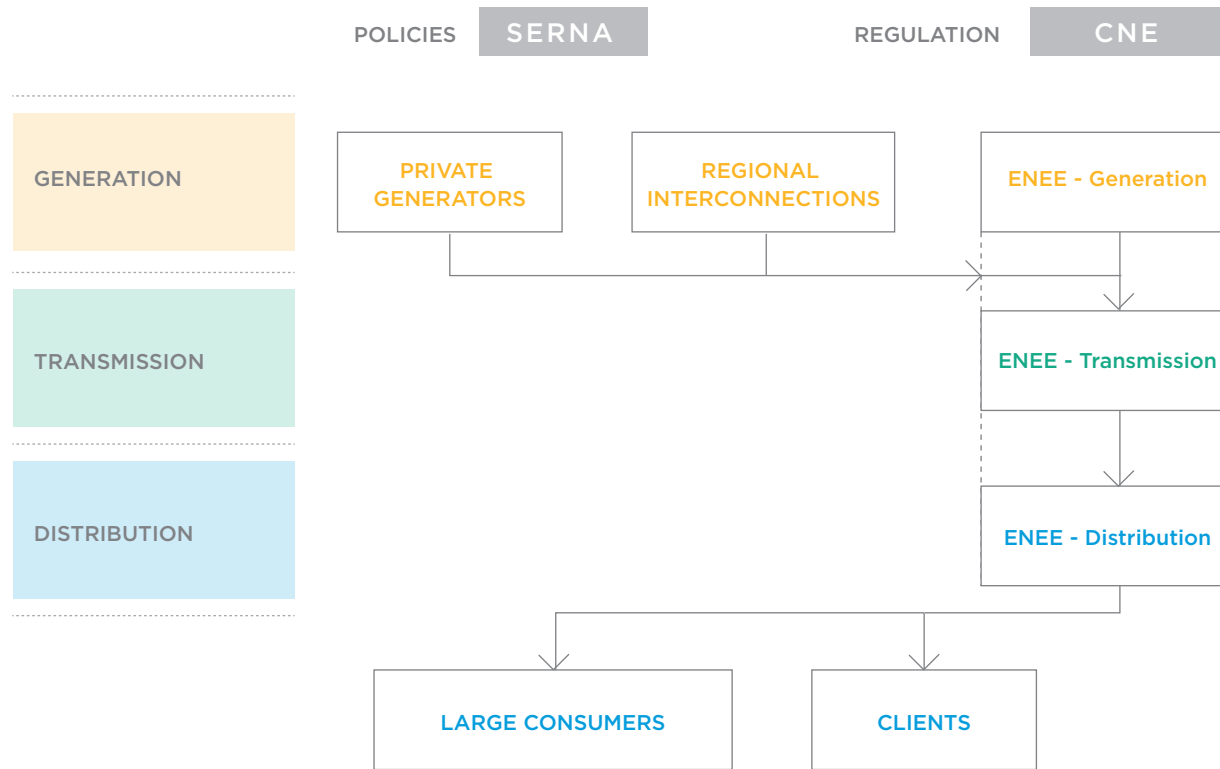 POLICIES SERNA REGULATION CNE
GENERATION
PRIVATE
GENERATORS
REGIONAL
INTERCONNECTIONS
ENEE - Generation
TRANSMISSION
ENEE - Transmission
DISTRIBUTION
ENEE - Distribution
LARGE CONSUMERS
CLIENTS